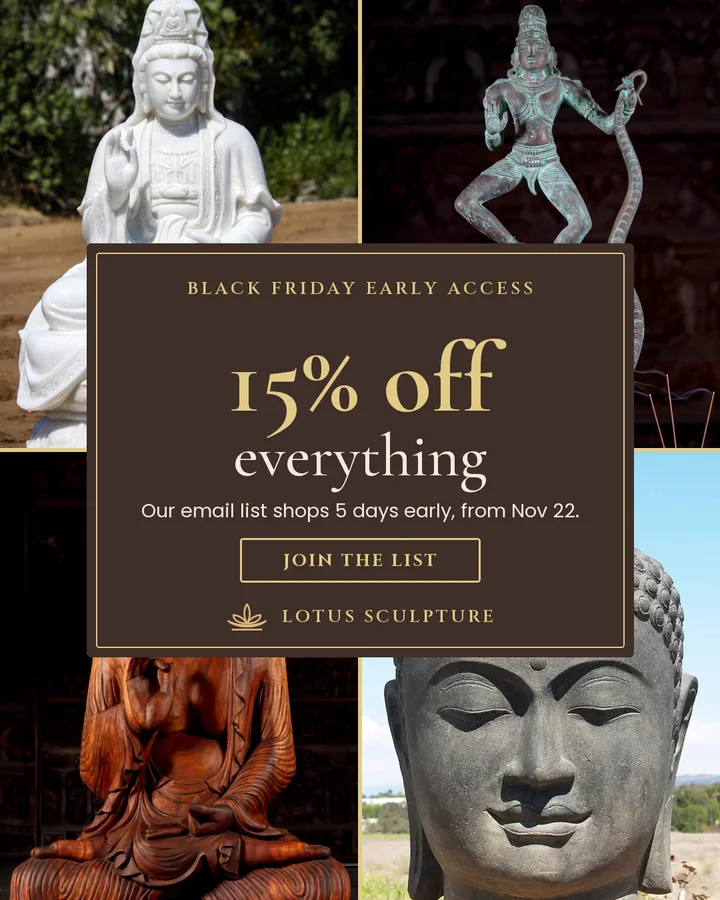 BLACK FRIDAY EARLY ACCESS
15% off
everything
Our email list shops 5 days early, from Nov 22.
JOIN THE LIST
LOTUS SCULPTURE